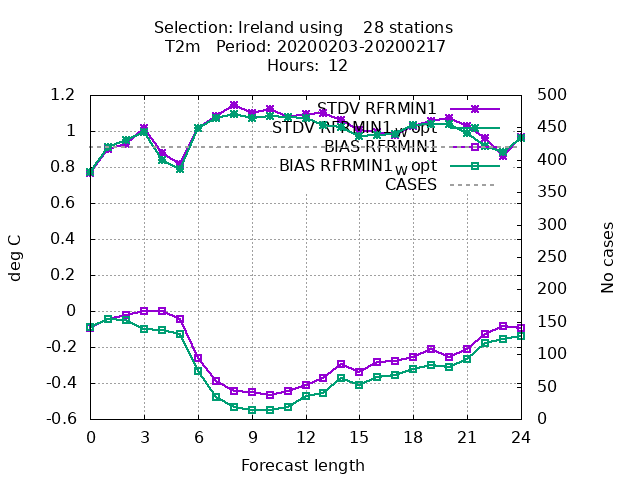 Selection: Ireland using 28 stations
T2m Period: 20200203-20200217
Hours: 12
1.2
1
0.8
0.6
0.4
0.2
0
-0.2
-0.4
-0.6
deg C
500
450
400
350
300
250
200
150
100
50
0
No cases
STDV RFRMIN1
STDV RFRMIN1_w opt
BIAS RFRMIN1
BIAS RFRMIN1_w opt
CASES
0 3 6 9 12 15 18 21 24
Forecast length